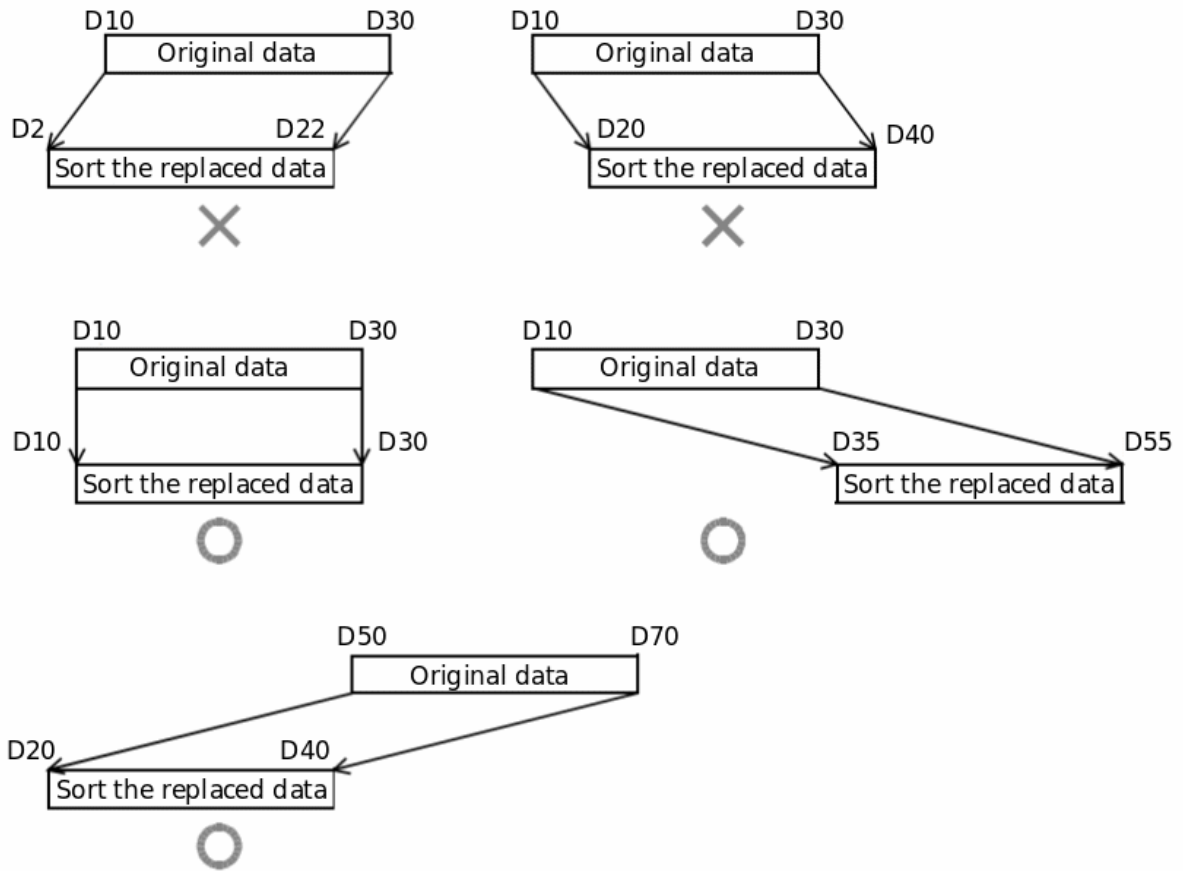 D10 D30
Original data
D2 D22
Sort the replaced data
D10 D30
Original data
D20 D40
Sort the replaced data
D10 D30
Original data
D10 D30
Sort the replaced data
D10 D30
Original data
D35 D55
Sort the replaced data
D50 D70
Original data
D20 D40
Sort the replaced data